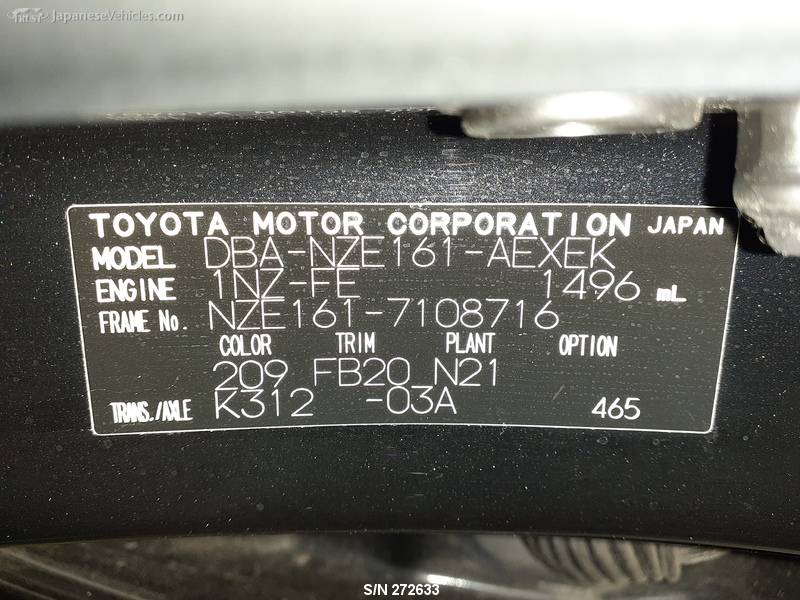 TRUST JapaneseVehicles.com
TOYOTA MOTOR CORPORATION JAPAN
MODEL DBA-NZE161-AEXEK
ENGINE 1NZ-FE 1496 mL
FRAME No. NZE161-7108716
COLOR TRIM PLANT OPTION
209 FB20 N21
TRANS./AXLE K312 -03A 465
S/N 272633